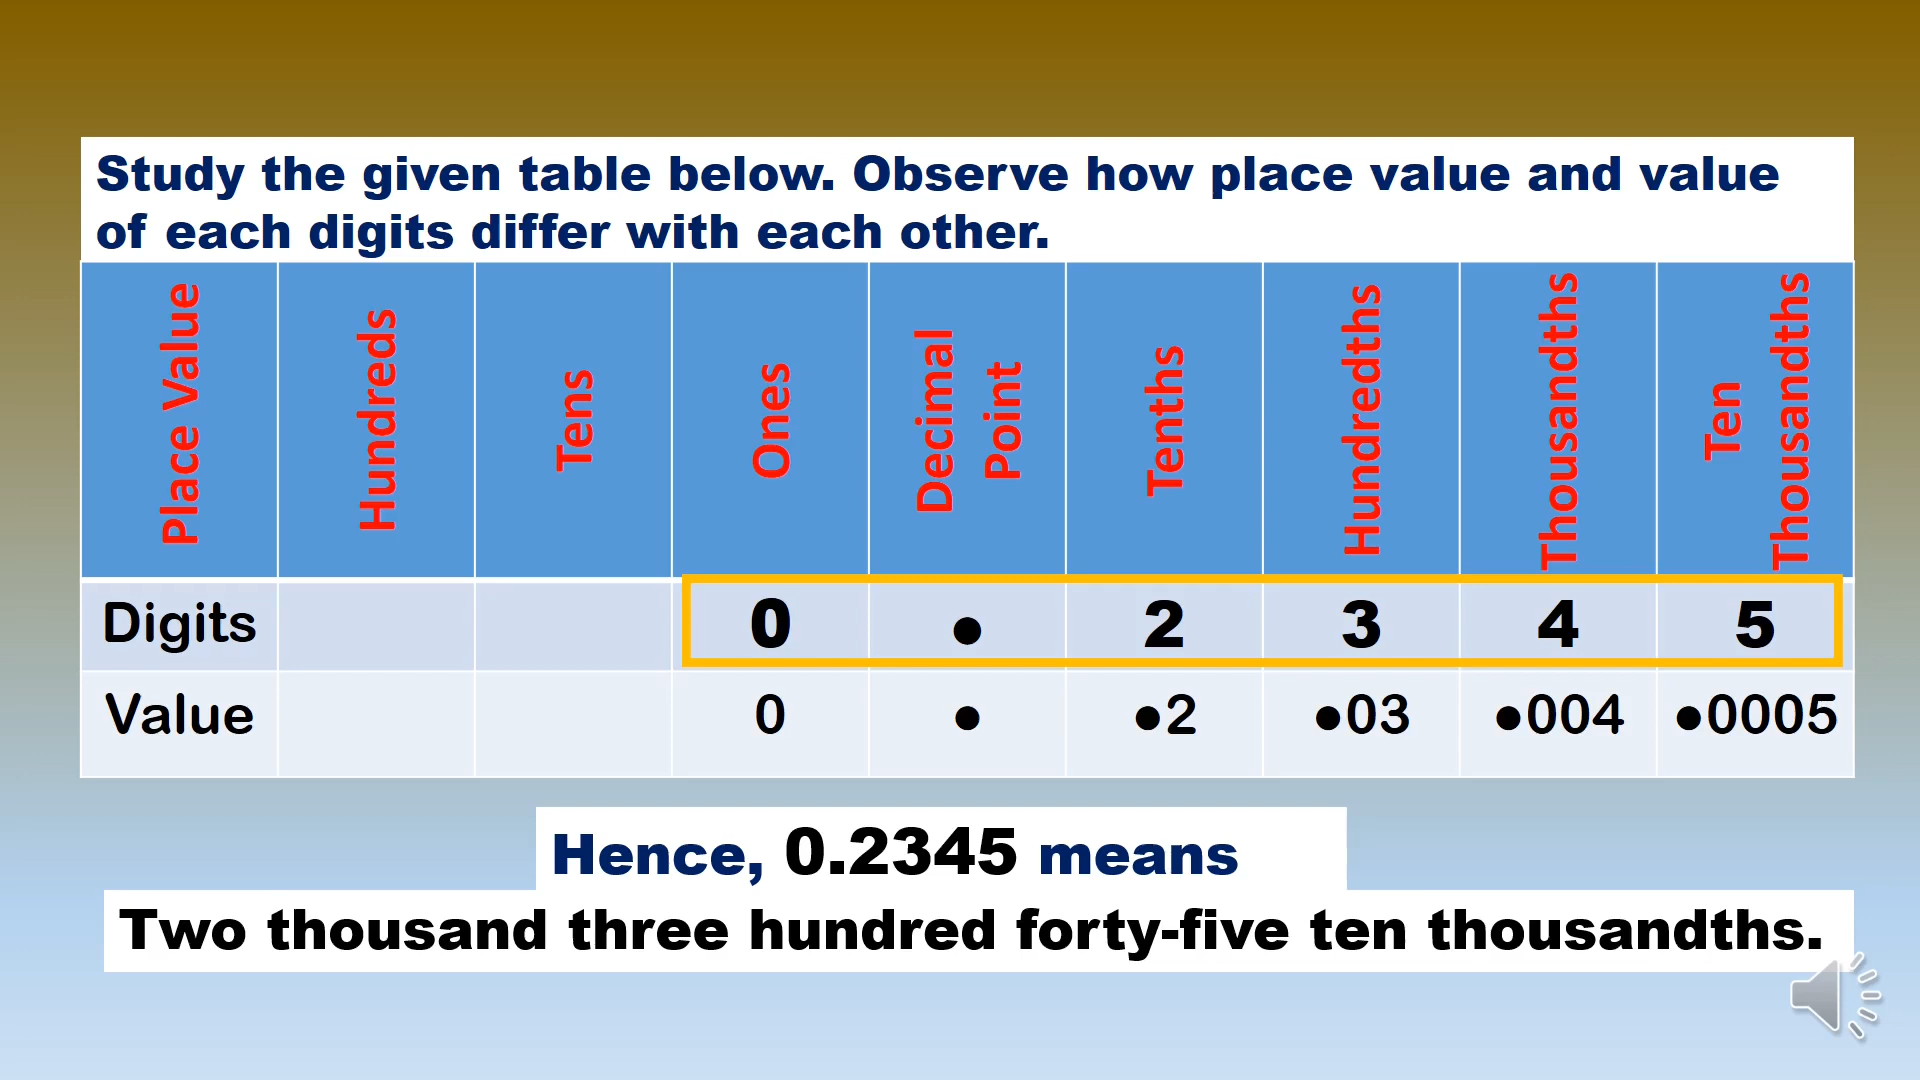 Study the given table below. Observe how place value and value
of each digits differ with each other.
Place Value Hundreds Tens Ones Decimal Point Tenths Hundredths Thousandths Ten Thousandths
Digits 0 ● 2 3 4 5
Value 0 ● ●2 ●03 ●004 ●0005
Hence, 0.2345 means
Two thousand three hundred forty-five ten thousandths.